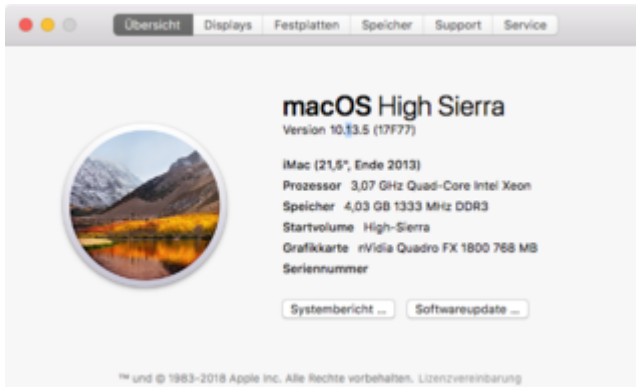 Übersicht Displays Festplatten Speicher Support Service
macOS High Sierra
Version 10.13.5 (17F77)
iMac (21,5", Ende 2013)
Prozessor 3,07 GHz Quad-Core Intel Xeon
Speicher 4,03 GB 1333 MHz DDR3
Startvolume High-Sierra
Grafikkarte nVidia Quadro FX 1800 768 MB
Seriennummer
Systembericht ... Softwareupdate ...
™ und © 1983-2018 Apple Inc. Alle Rechte vorbehalten. Lizenzvereinbarung